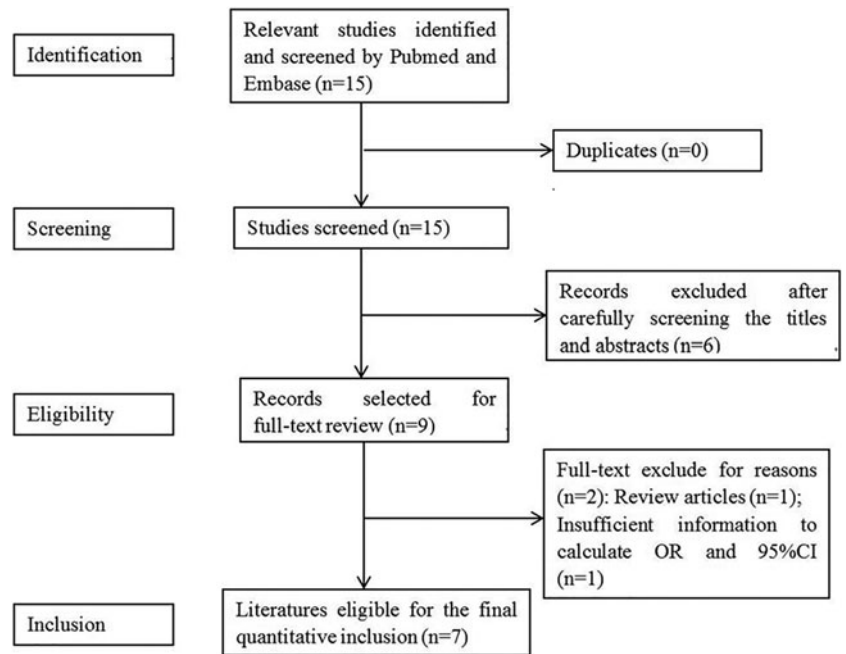 Identification
Relevant studies identified
and screened by Pubmed and
Embase (n=15)
Duplicates (n=0)
Screening
Studies screened (n=15)
Records excluded after
carefully screening the titles
and abstracts (n=6)
Eligibility
Records selected for
full-text review (n=9)
Full-text exclude for reasons
(n=2): Review articles (n=1);
Insufficient information to
calculate OR and 95%CI
(n=1)
Inclusion
Literatures eligible for the final
quantitative inclusion (n=7)